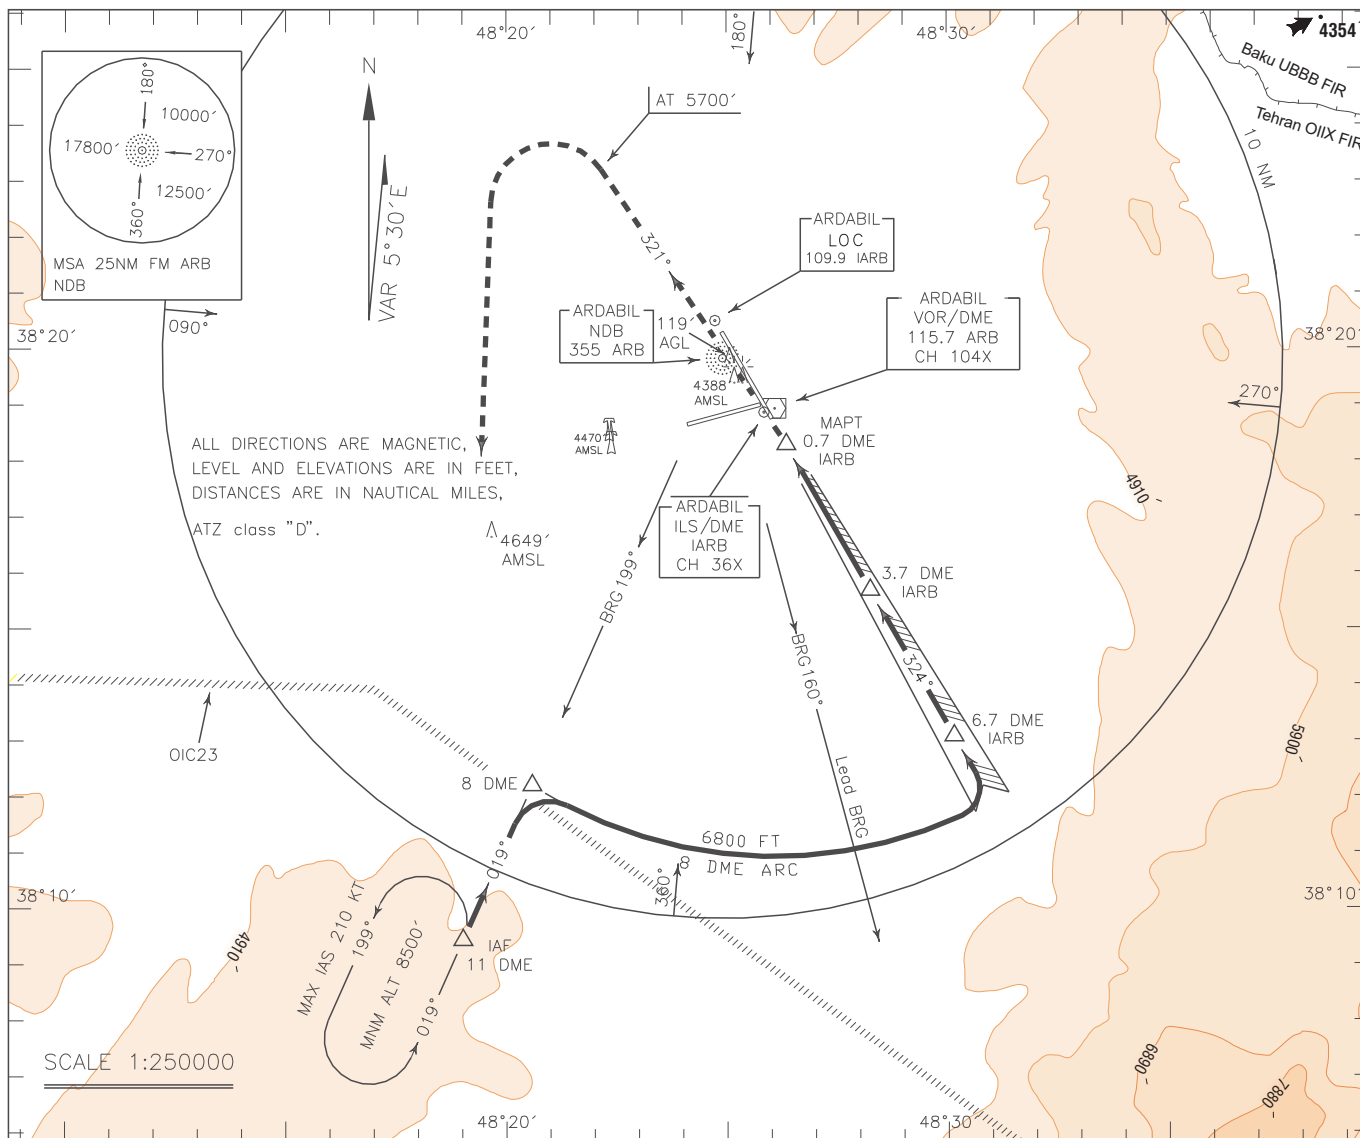 48°20′
180°
48°30′
4354
Baku UBBB FIR
Tehran OIIX FIR
10 NM
N
VAR 5°30′E
180°
10000′
17800′
270°
12500′
360°
MSA 25NM FM ARB
NDB
AT 5700′
321°
ARDABIL
LOC
109.9 IARB
ARDABIL
NDB
355 ARB
119′
AGL
ARDABIL
VOR/DME
115.7 ARB
CH 104X
090°
38°20′
38°20′
270°
4388
AMSL
4470′
AMSL
MAPT
0.7 DME
IARB
ALL DIRECTIONS ARE MAGNETIC,
LEVEL AND ELEVATIONS ARE IN FEET,
DISTANCES ARE IN NAUTICAL MILES,
ATZ class "D".
4649′
AMSL
ARDABIL
ILS/DME
IARB
CH 36X
4910
BRG 199°
3.7 DME
IARB
BRG 160°
324°
6.7 DME
IARB
5900
OIC23
8 DME
Lead BRG
6800 FT
8 DME ARC
019°
360°
38°10′
38°10′
MAX IAS 210 KT
199°
MNM ALT 8500′
019°
IAF
11 DME
4910
SCALE 1:250000
6890
7880
48°20′
48°30′